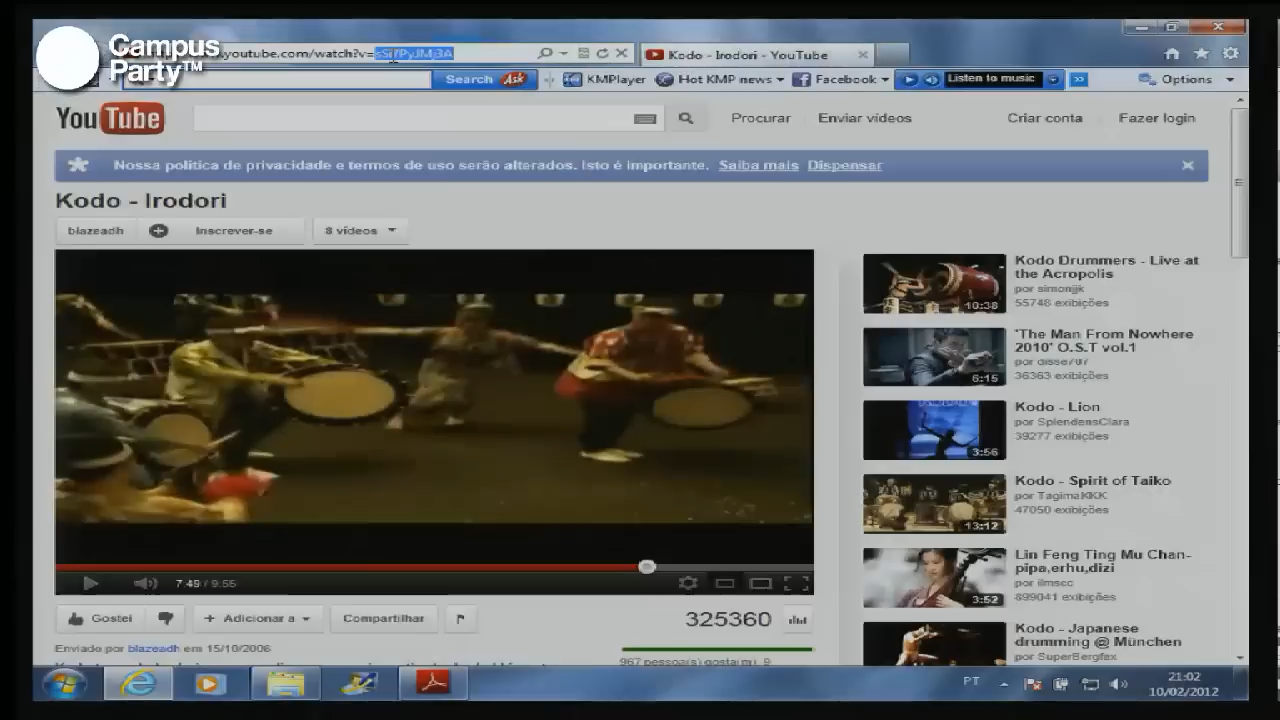 Campus
Party™
youtube.com/watch?v=
Kodo - Irodori - YouTube
Search Ask
KMPlayer
Hot KMP news
Facebook
Listen to music
Options
YouTube
Procurar
Enviar vídeos
Criar conta
Fazer login
Nossa política de privacidade e termos de uso serão alterados. Isto é importante. Saiba mais Dispensar
Kodo - Irodori
blazeadh
Inscrever-se
8 vídeos
7:49 / 9:55
Gostei
Adicionar a
Compartilhar
325360
Enviado por blazeadh em 15/10/2006
Kodo Drummers - Live at
the Acropolis
por simonjjk
55748 exibições
10:38
'The Man From Nowhere
2010' O.S.T vol.1
por disse707
36363 exibições
6:15
Kodo - Lion
por SplendensClara
39277 exibições
3:56
Kodo - Spirit of Taiko
por TagimaKKK
47050 exibições
13:12
Lin Feng Ting Mu Chan-
pipa,erhu,dizi
por ilmscc
899041 exibições
3:52
Kodo - Japanese
drumming @ München
por SuperBergfex
PT
21:02
10/02/2012